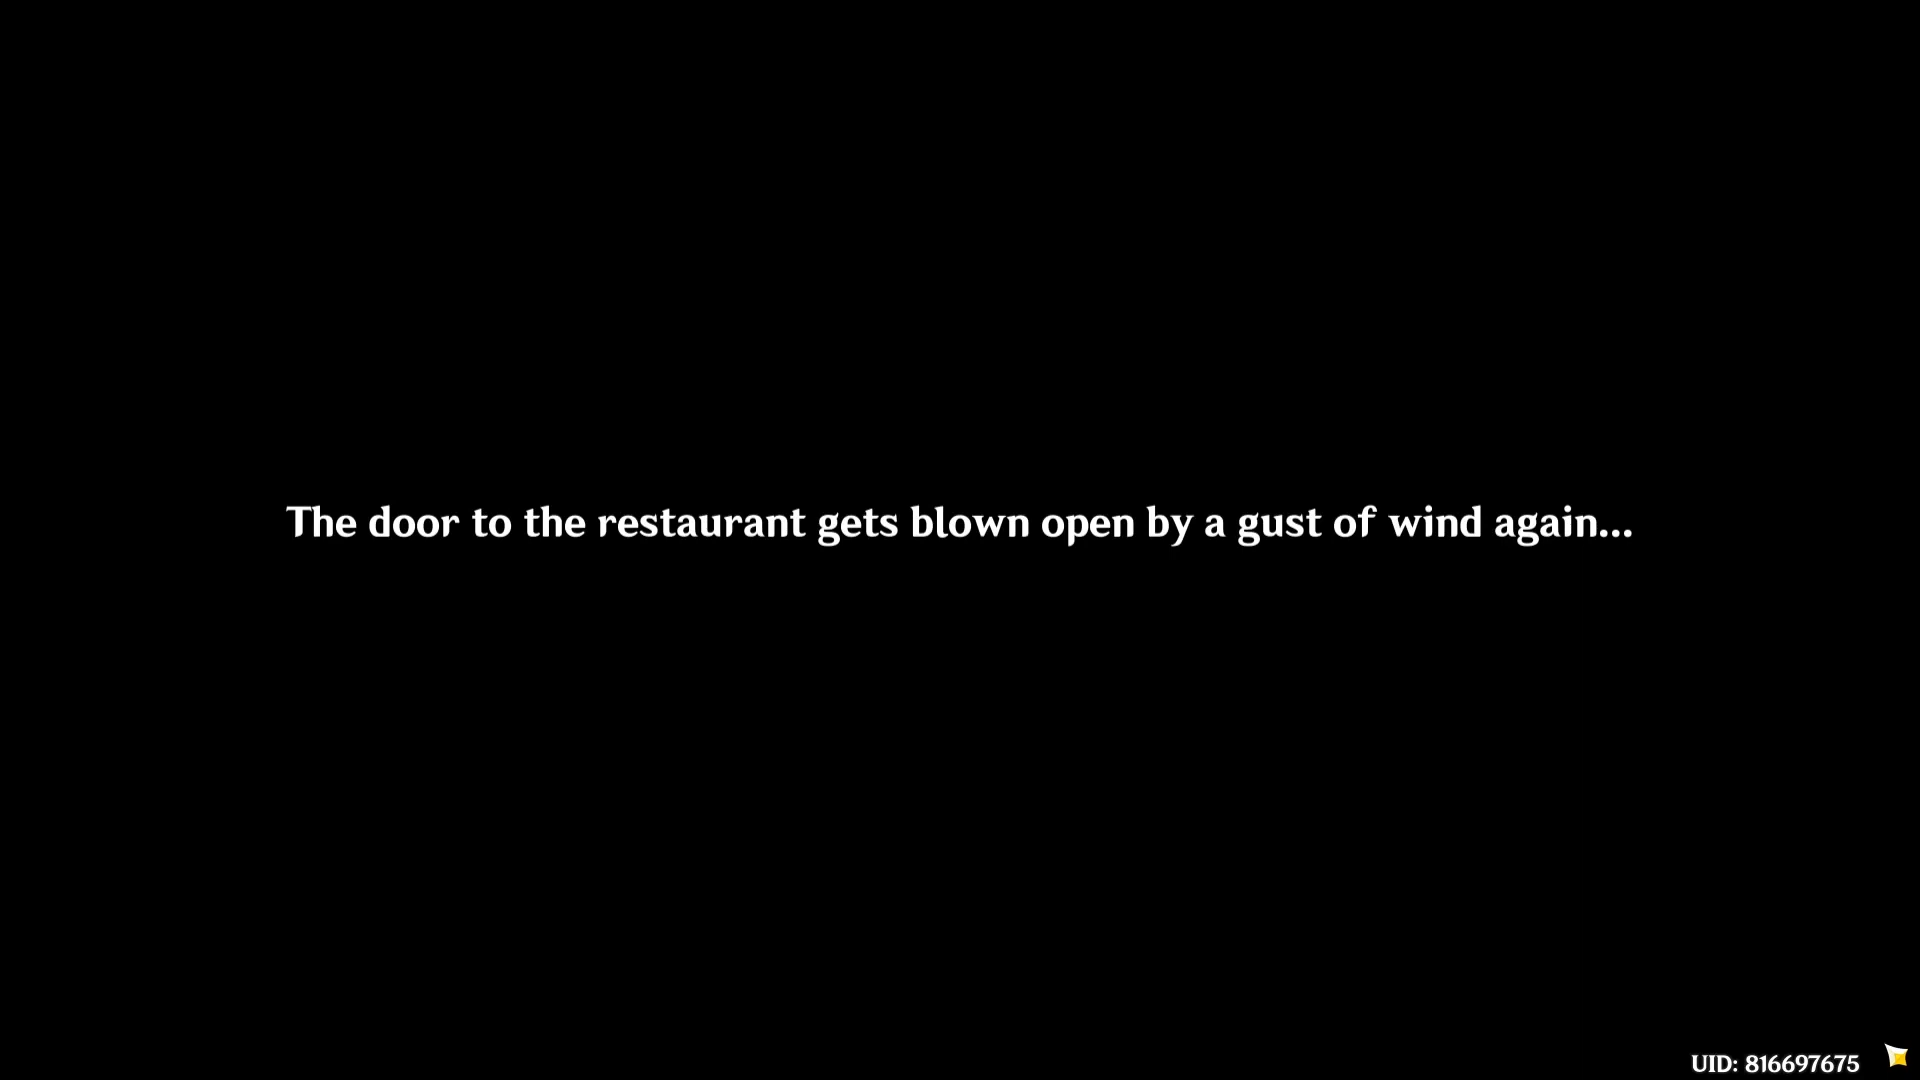 The door to the restaurant gets blown open by a gust of wind again...
UID: 816697675